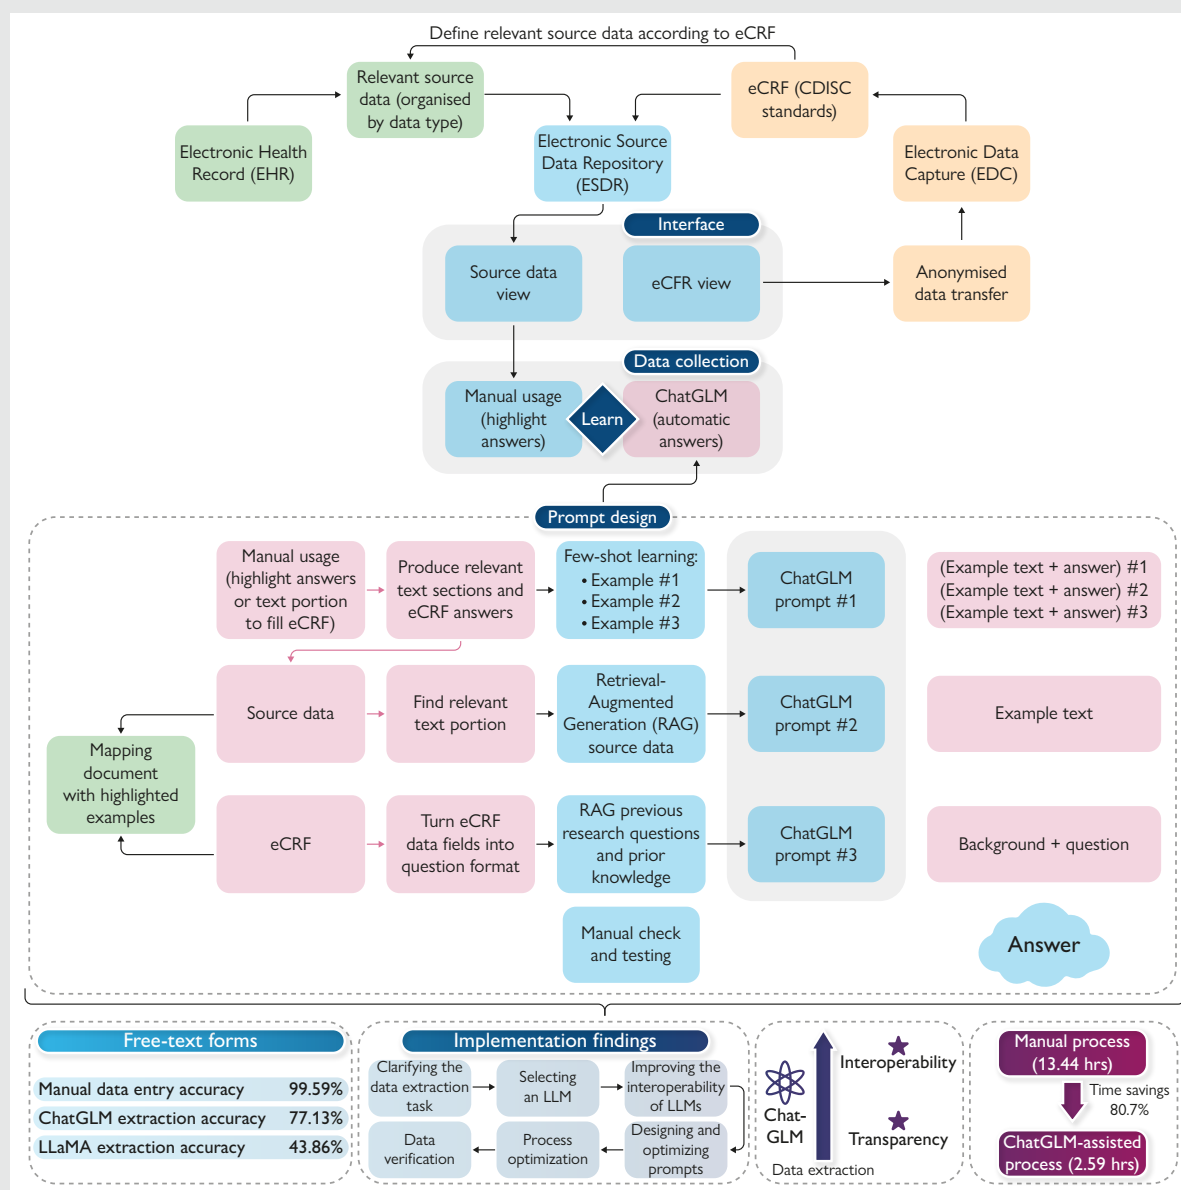 Define relevant source data according to eCRF
Relevant source
data (organised
by data type)
eCRF (CDISC
standards)
Electronic Health
Record (EHR)
Electronic Source
Data Repository
(ESDR)
Electronic Data
Capture (EDC)
Interface
Source data
view
eCFR view
Anonymised
data transfer
Data collection
Manual usage
(highlight
answers)
Learn
ChatGLM
(automatic
answers)
Prompt design
Manual usage
(highlight answers
or text portion
to fill eCRF)
Produce relevant
text sections and
eCRF answers
Few-shot learning:
• Example #1
• Example #2
• Example #3
ChatGLM
prompt #1
(Example text + answer) #1
(Example text + answer) #2
(Example text + answer) #3
Source data
Find relevant
text portion
Retrieval-
Augmented
Generation (RAG)
source data
ChatGLM
prompt #2
Example text
Mapping
document
with highlighted
examples
eCRF
Turn eCRF
data fields into
question format
RAG previous
research questions
and prior
knowledge
ChatGLM
prompt #3
Background + question
Manual check
and testing
Answer
Free-text forms
Manual data entry accuracy 99.59%
ChatGLM extraction accuracy 77.13%
LLaMA extraction accuracy 43.86%
Implementation findings
Clarifying the
data extraction
task
Selecting
an LLM
Improving the
interoperability
of LLMs
Data
verification
Process
optimization
Designing and
optimizing
prompts
Chat-
GLM
Interoperability
Transparency
Data extraction
Manual process
(13.44 hrs)
Time savings
80.7%
ChatGLM-assisted
process (2.59 hrs)